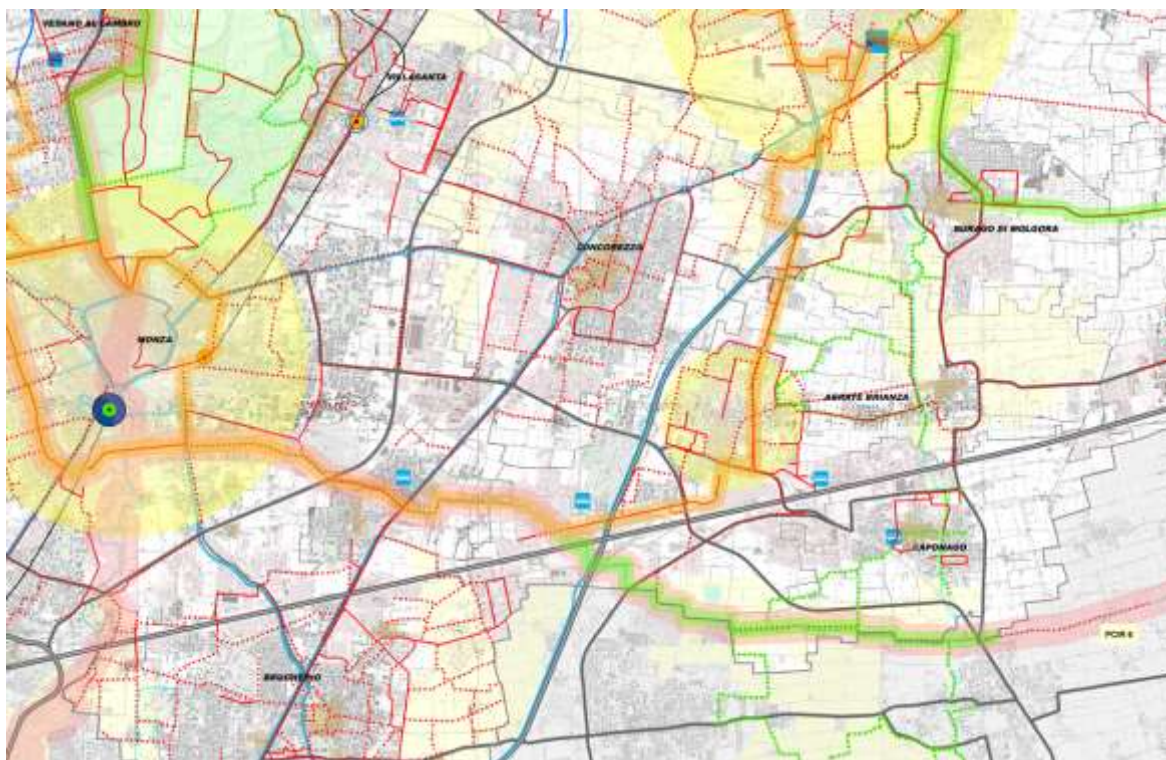 VEDANO AL LAMBRO
VILLASANTA
CONCOREZZO
BURAGO DI MOLGORA
MONZA
AGRATE BRIANZA
CAPONAGO
PCIR 6
BRUGHERIO